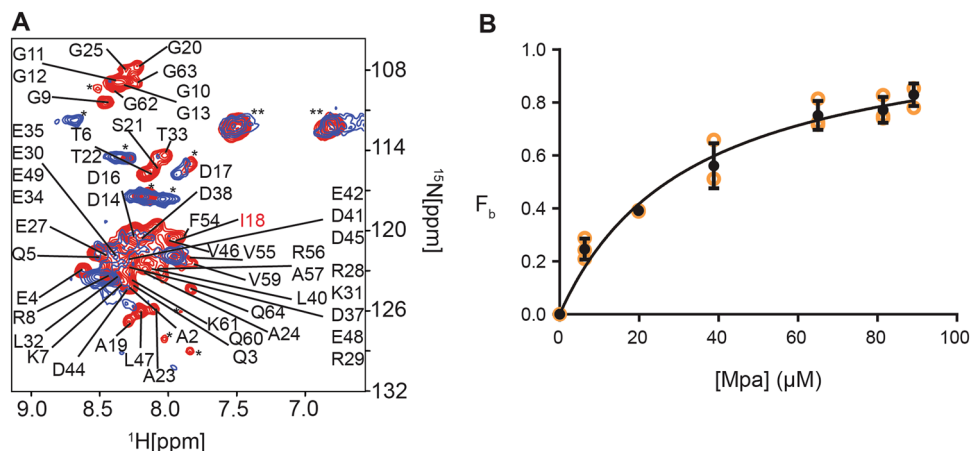 A
G11
G25
G20
G12
G63
G10
G9
G62
G13
*
*
**
**
E35
T6
S21
T33
E30
T22
*
*
E49
D16
D17
*
*
E34
D14
D38
E42
E27
F54
I18
D41
Q5
V46
V55
R56
D45
E4
V59
A57
R28
R8
L40
K31
L32
Q64
D37
K7
A19
A2
K61
A24
E48
D44
L47
Q60
R29
A23
Q3
*
*
*
108
114
120
126
132
¹⁵N[ppm]
9.0 8.5 8.0 7.5 7.0
¹H[ppm]
B
1.0
0.8
0.6
0.4
0.2
0.0
F_b
0 20 40 60 80 100
[Mpa] (µM)